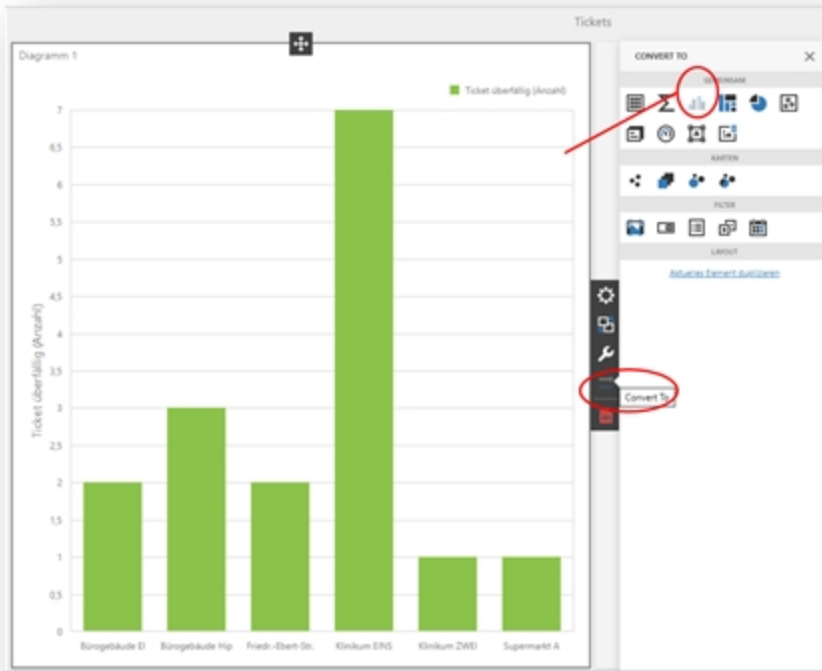 Tickets
Diagramm 1
CONVERT TO
GEMEINSAM
Ticket überfällig (Anzahl)
7
6,5
6
5,5
5
4,5
4
3,5
3
2,5
2
1,5
1
0,5
0
Ticket überfällig (Anzahl)
Bürogebäude El
Bürogebäude Hip
Friedr.-Ebert-Str.
Klinikum EINS
Klinikum ZWEI
Supermarkt A
KARTEN
FILTER
LAYOUT
Aktuelles Element duplizieren
Convert To